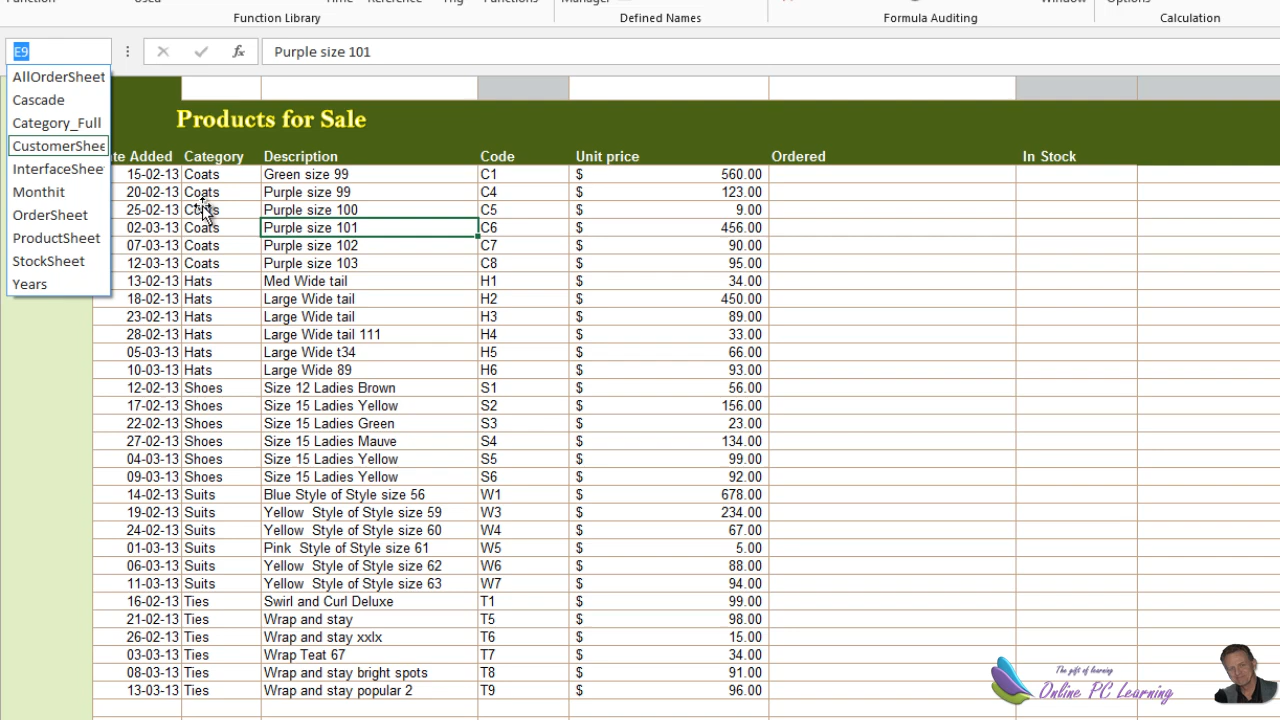 Function Library
Defined Names
Formula Auditing
Calculation
E9
fx
Purple size 101
AllOrderSheet
Cascade
Category_Full
CustomerShee
InterfaceShee
Monthit
OrderSheet
ProductSheet
StockSheet
Years
Products for Sale
te Added Category Description Code Unit price Ordered In Stock
15-02-13 Coats Green size 99 C1 $ 560.00
20-02-13 Coats Purple size 99 C4 $ 123.00
25-02-13 Coats Purple size 100 C5 $ 9.00
02-03-13 Coats Purple size 101 C6 $ 456.00
07-03-13 Coats Purple size 102 C7 $ 90.00
12-03-13 Coats Purple size 103 C8 $ 95.00
13-02-13 Hats Med Wide tail H1 $ 34.00
18-02-13 Hats Large Wide tail H2 $ 450.00
23-02-13 Hats Large Wide tail H3 $ 89.00
28-02-13 Hats Large Wide tail 111 H4 $ 33.00
05-03-13 Hats Large Wide t34 H5 $ 66.00
10-03-13 Hats Large Wide 89 H6 $ 93.00
12-02-13 Shoes Size 12 Ladies Brown S1 $ 56.00
17-02-13 Shoes Size 15 Ladies Yellow S2 $ 156.00
22-02-13 Shoes Size 15 Ladies Green S3 $ 23.00
27-02-13 Shoes Size 15 Ladies Mauve S4 $ 134.00
04-03-13 Shoes Size 15 Ladies Yellow S5 $ 99.00
09-03-13 Shoes Size 15 Ladies Yellow S6 $ 92.00
14-02-13 Suits Blue Style of Style size 56 W1 $ 678.00
19-02-13 Suits Yellow Style of Style size 59 W3 $ 234.00
24-02-13 Suits Yellow Style of Style size 60 W4 $ 67.00
01-03-13 Suits Pink Style of Style size 61 W5 $ 5.00
06-03-13 Suits Yellow Style of Style size 62 W6 $ 88.00
11-03-13 Suits Yellow Style of Style size 63 W7 $ 94.00
16-02-13 Ties Swirl and Curl Deluxe T1 $ 99.00
21-02-13 Ties Wrap and stay T5 $ 98.00
26-02-13 Ties Wrap and stay xxlx T6 $ 15.00
03-03-13 Ties Wrap Teat 67 T7 $ 34.00
08-03-13 Ties Wrap and stay bright spots T8 $ 91.00
13-03-13 Ties Wrap and stay popular 2 T9 $ 96.00
The gift of learning
Online PC Learning